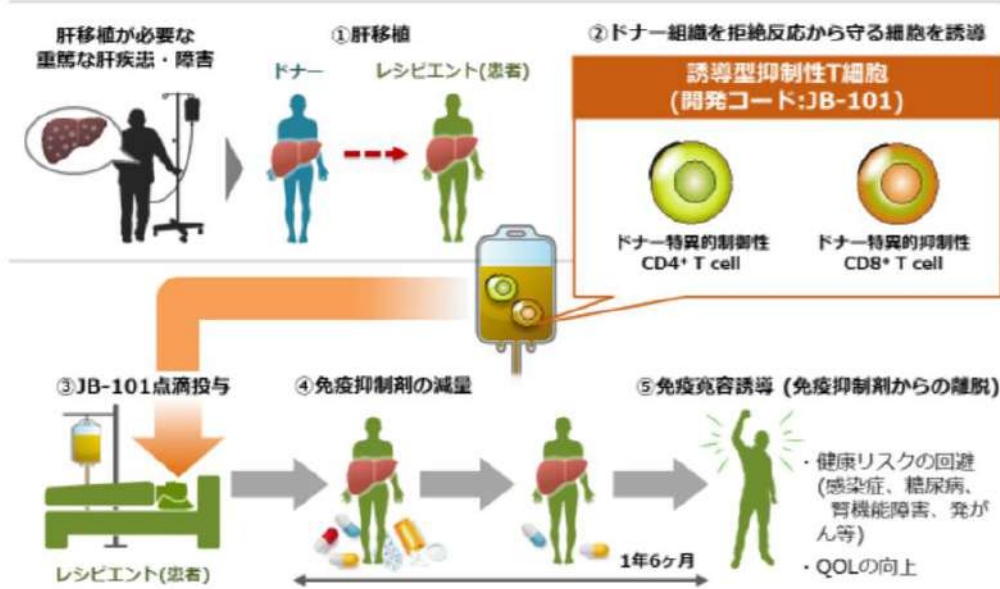 肝移植が必要な
重篤な肝疾患・障害
①肝移植
ドナー
レシピエント(患者)
②ドナー組織を拒絶反応から守る細胞を誘導
誘導型抑制性T細胞
(開発コード:JB-101)
ドナー特異的制御性
CD4⁺ T cell
ドナー特異的抑制性
CD8⁺ T cell
③JB-101点滴投与
レシピエント(患者)
④免疫抑制剤の減量
1年6ヶ月
⑤免疫寛容誘導 (免疫抑制剤からの離脱)
・健康リスクの回避
(感染症、糖尿病、
腎機能障害、発が
ん等)
・QOLの向上